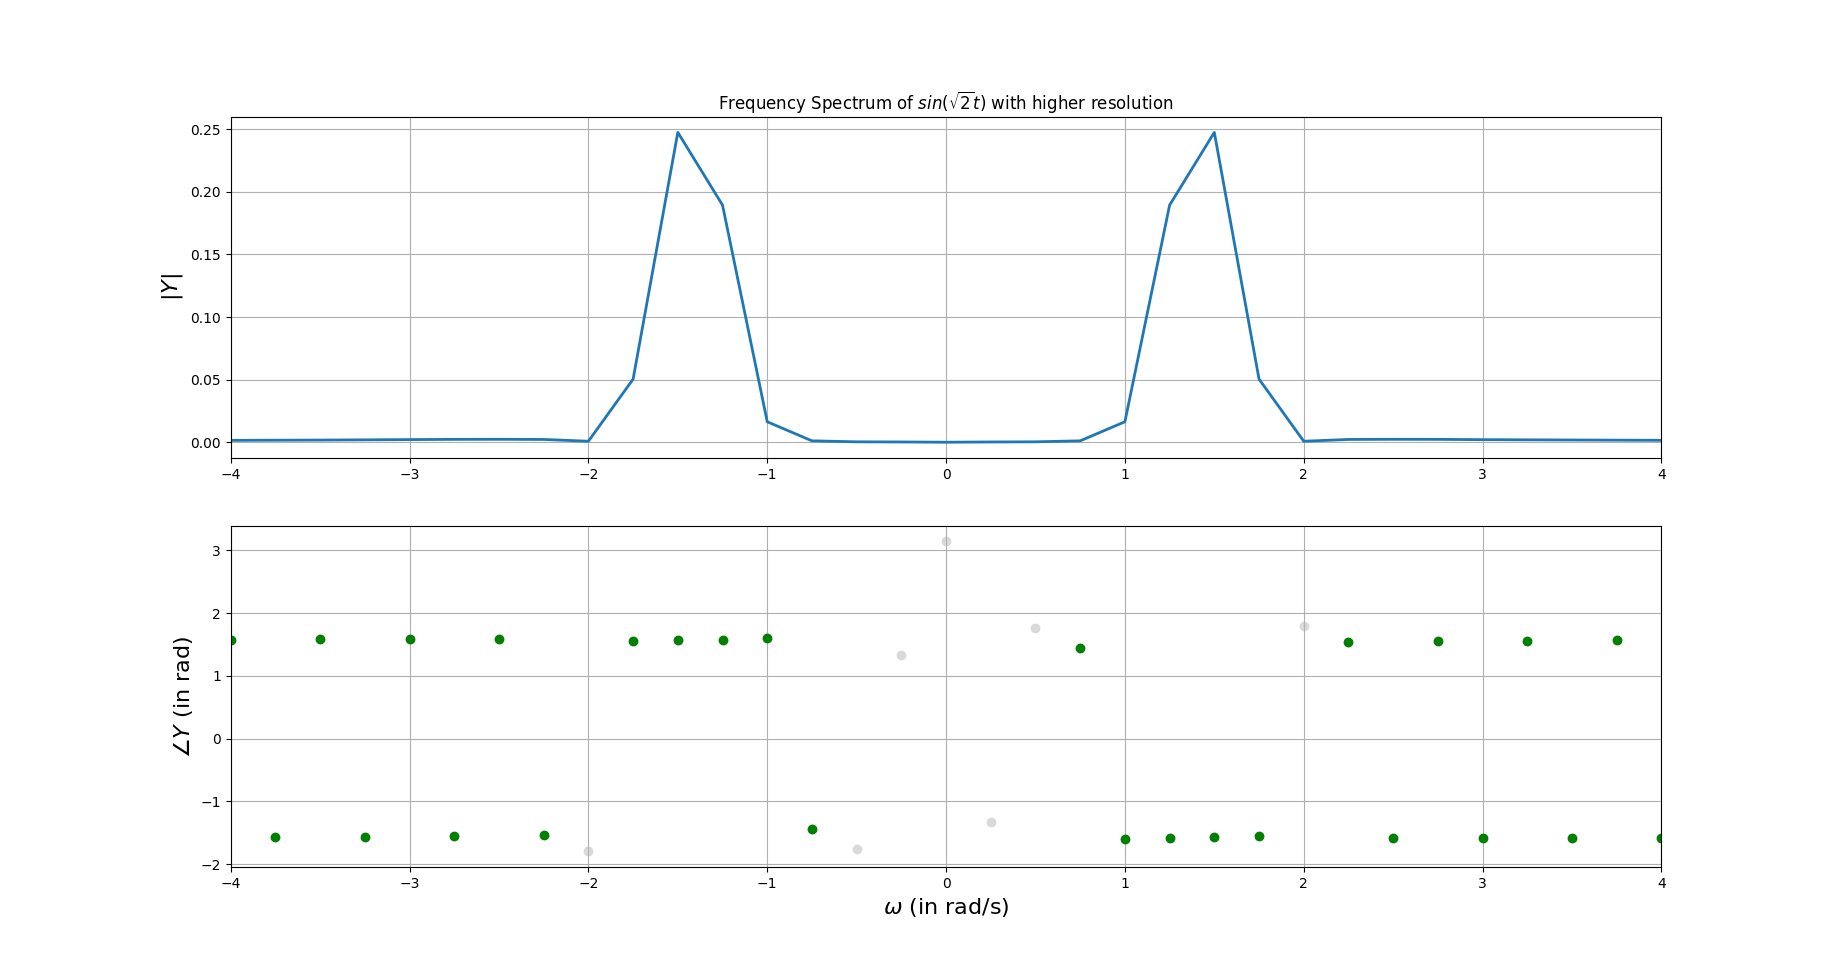 Frequency Spectrum of sin(√2t) with higher resolution
0.25
0.20
0.15
0.10
0.05
0.00
|Y|
−4 −3 −2 −1 0 1 2 3 4
3
2
1
0
−1
−2
∠Y (in rad)
−4 −3 −2 −1 0 1 2 3 4
ω (in rad/s)